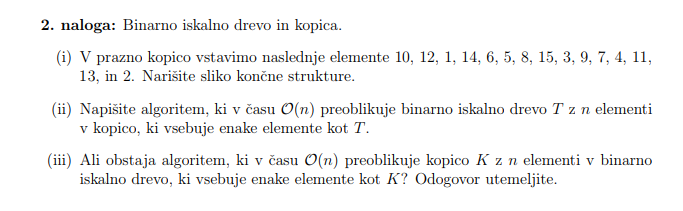 2. naloga: Binarno iskalno drevo in kopica.
(i) V prazno kopico vstavimo naslednje elemente 10, 12, 1, 14, 6, 5, 8, 15, 3, 9, 7, 4, 11,
13, in 2. Narišite sliko končne strukture.
(ii) Napišite algoritem, ki v času O(n) preoblikuje binarno iskalno drevo T z n elementi
v kopico, ki vsebuje enake elemente kot T.
(iii) Ali obstaja algoritem, ki v času O(n) preoblikuje kopico K z n elementi v binarno
iskalno drevo, ki vsebuje enake elemente kot K? Odogovor utemeljite.